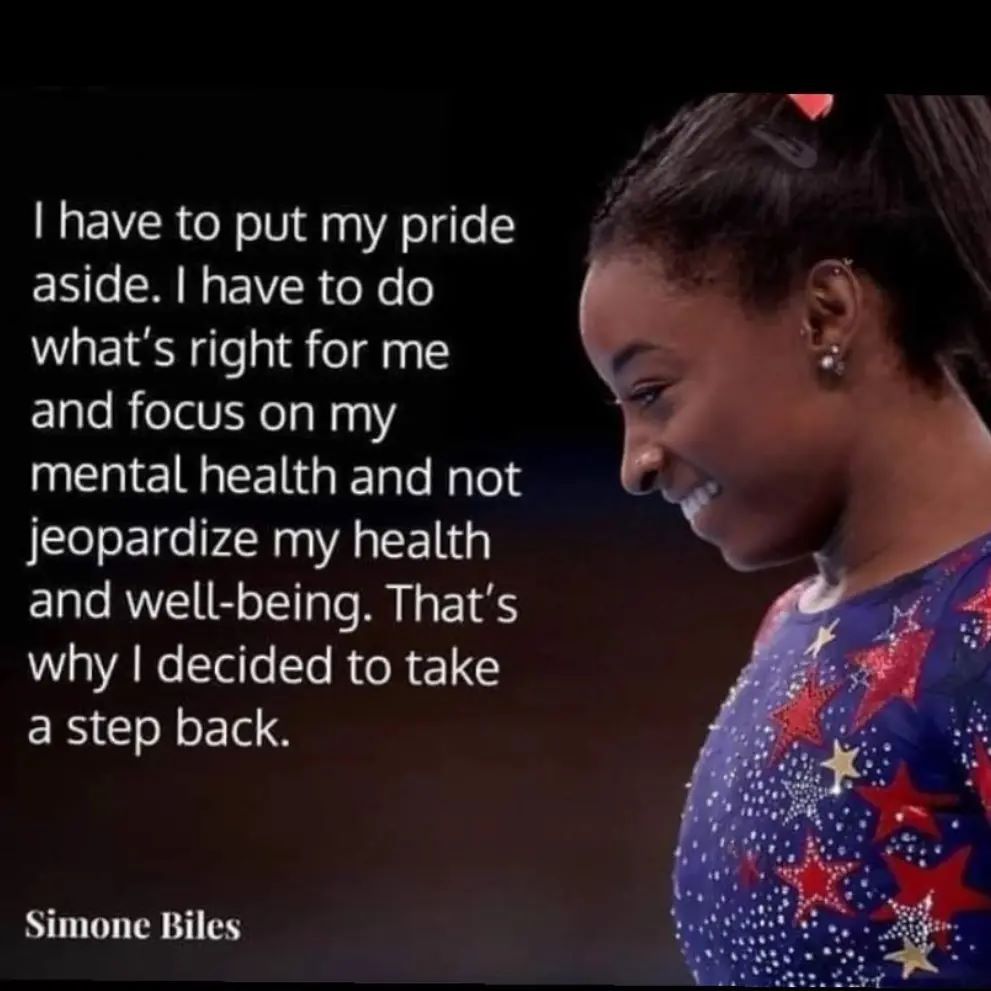 I have to put my pride
aside. I have to do
what's right for me
and focus on my
mental health and not
jeopardize my health
and well-being. That's
why I decided to take
a step back.
Simone Biles